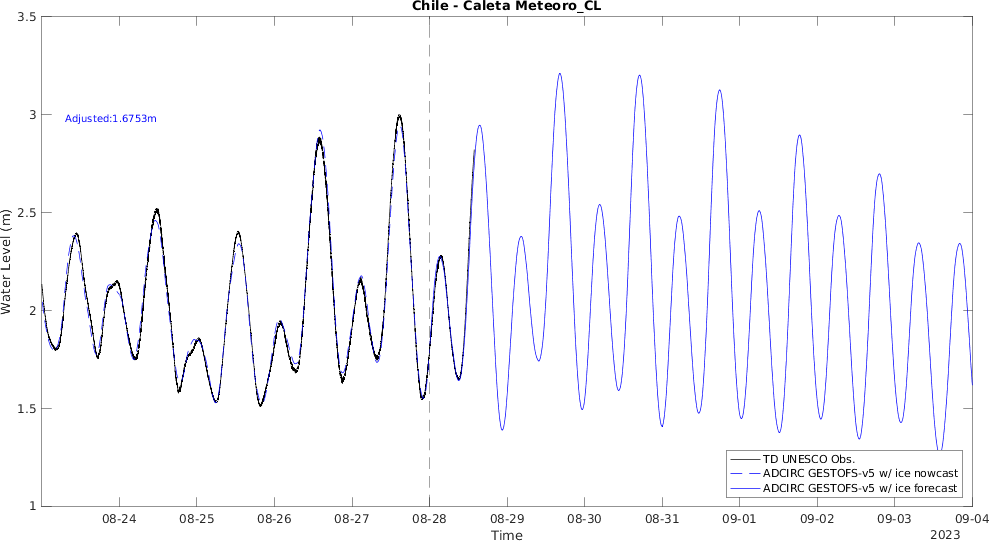 Chile - Caleta Meteoro_CL
3.5
3
2.5
2
1.5
1
Water Level (m)
Adjusted:1.6753m
TD UNESCO Obs.
ADCIRC GESTOFS-v5 w/ ice nowcast
ADCIRC GESTOFS-v5 w/ ice forecast
08-24
08-25
08-26
08-27
08-28
08-29
08-30
08-31
09-01
09-02
09-03
09-04
Time
2023